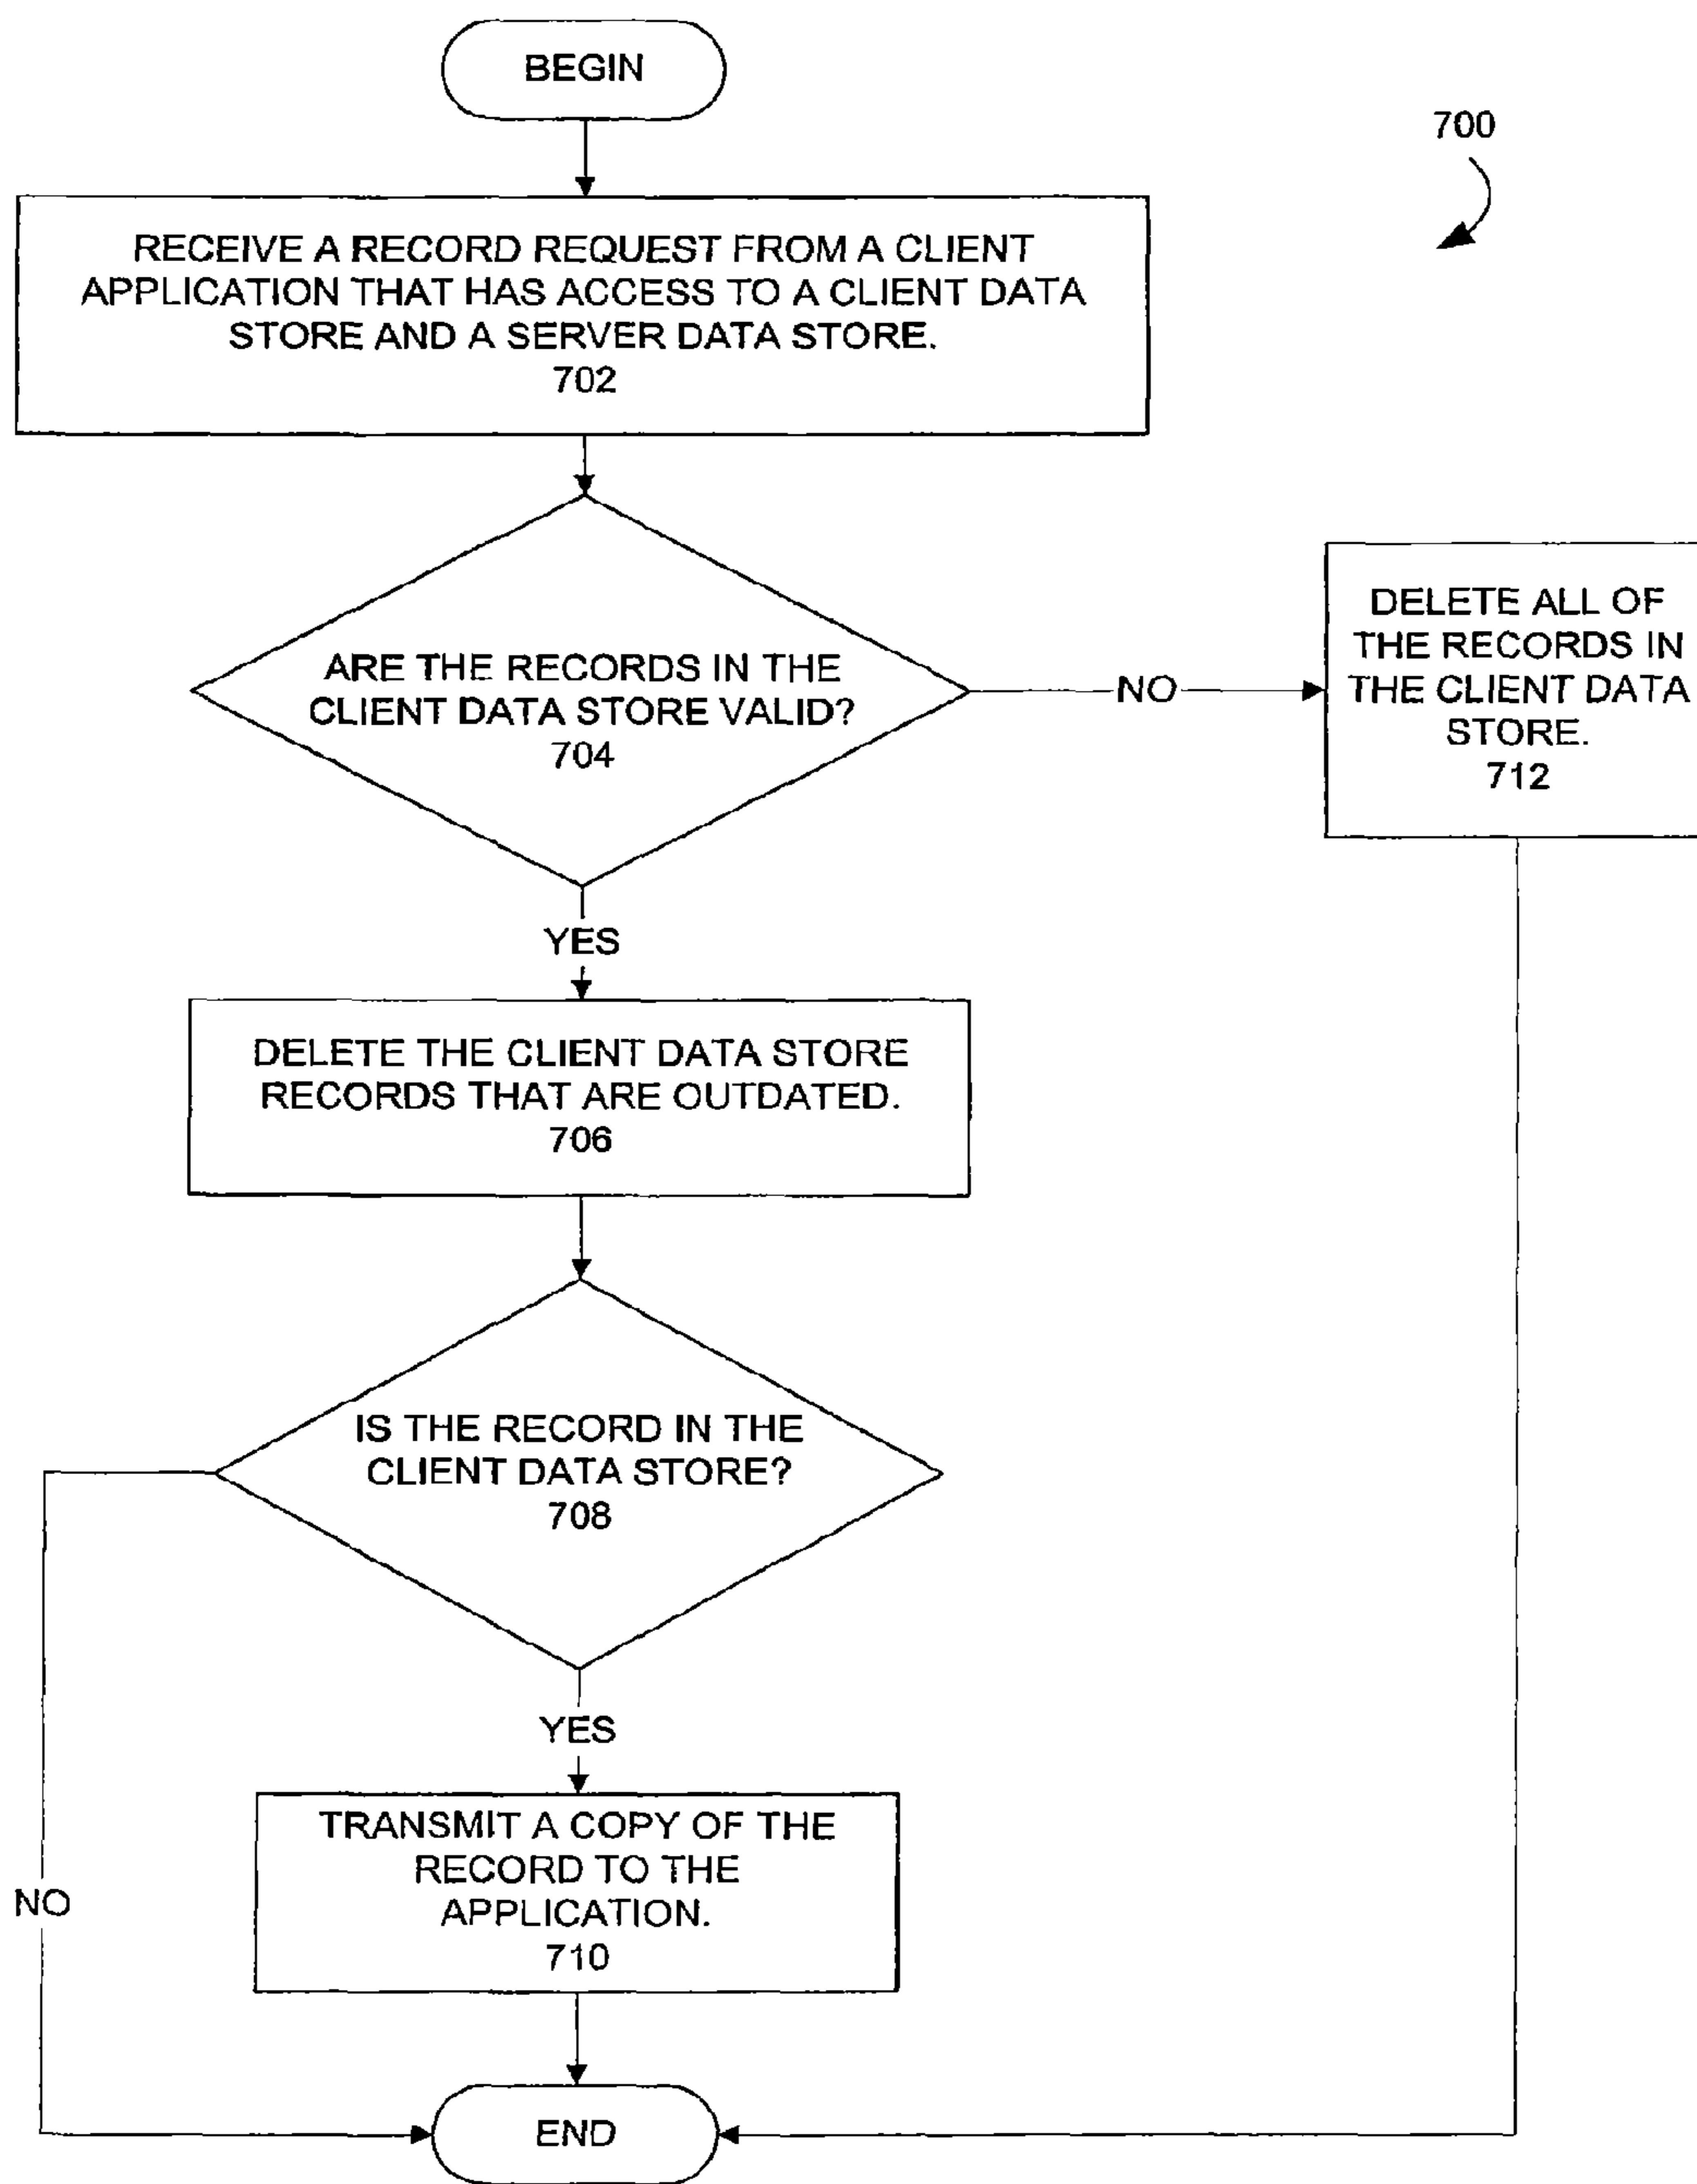 BEGIN
700
RECEIVE A RECORD REQUEST FROM A CLIENT
APPLICATION THAT HAS ACCESS TO A CLIENT DATA
STORE AND A SERVER DATA STORE.
702
ARE THE RECORDS IN THE
CLIENT DATA STORE VALID?
704
NO
DELETE ALL OF
THE RECORDS IN
THE CLIENT DATA
STORE.
712
YES
DELETE THE CLIENT DATA STORE
RECORDS THAT ARE OUTDATED.
706
IS THE RECORD IN THE
CLIENT DATA STORE?
708
YES
TRANSMIT A COPY OF THE
RECORD TO THE
APPLICATION.
710
NO
END